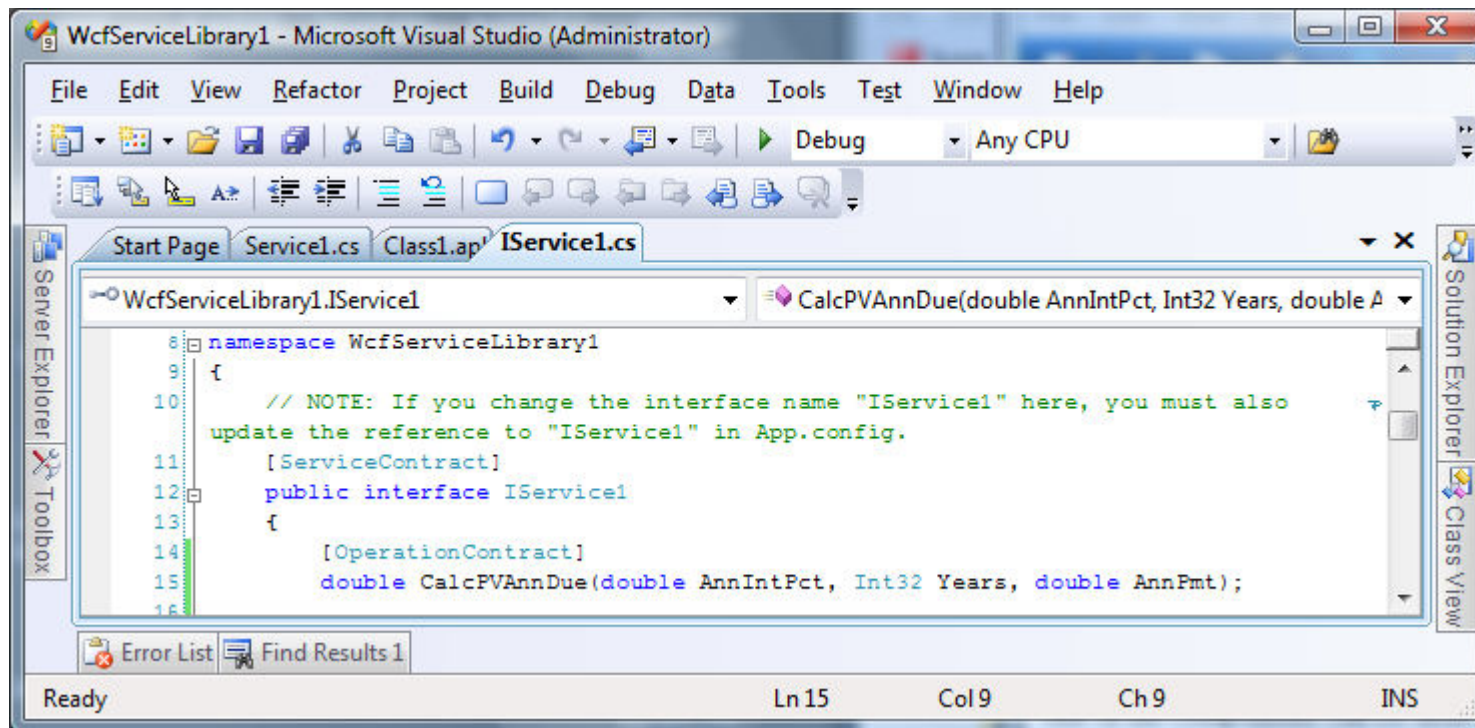 WcfServiceLibrary1 - Microsoft Visual Studio (Administrator)
File Edit View Refactor Project Build Debug Data Tools Test Window Help
Debug Any CPU
Start Page Service1.cs Class1.apl IService1.cs
WcfServiceLibrary1.IService1 CalcPVAnnDue(double AnnIntPct, Int32 Years, double A
Server Explorer
Toolbox
8 namespace WcfServiceLibrary1
9 {
10 // NOTE: If you change the interface name "IService1" here, you must also
update the reference to "IService1" in App.config.
11 [ServiceContract]
12 public interface IService1
13 {
14 [OperationContract]
15 double CalcPVAnnDue(double AnnIntPct, Int32 Years, double AnnPmt);
16
Solution Explorer
Class View
Error List Find Results 1
Ready Ln 15 Col 9 Ch 9 INS